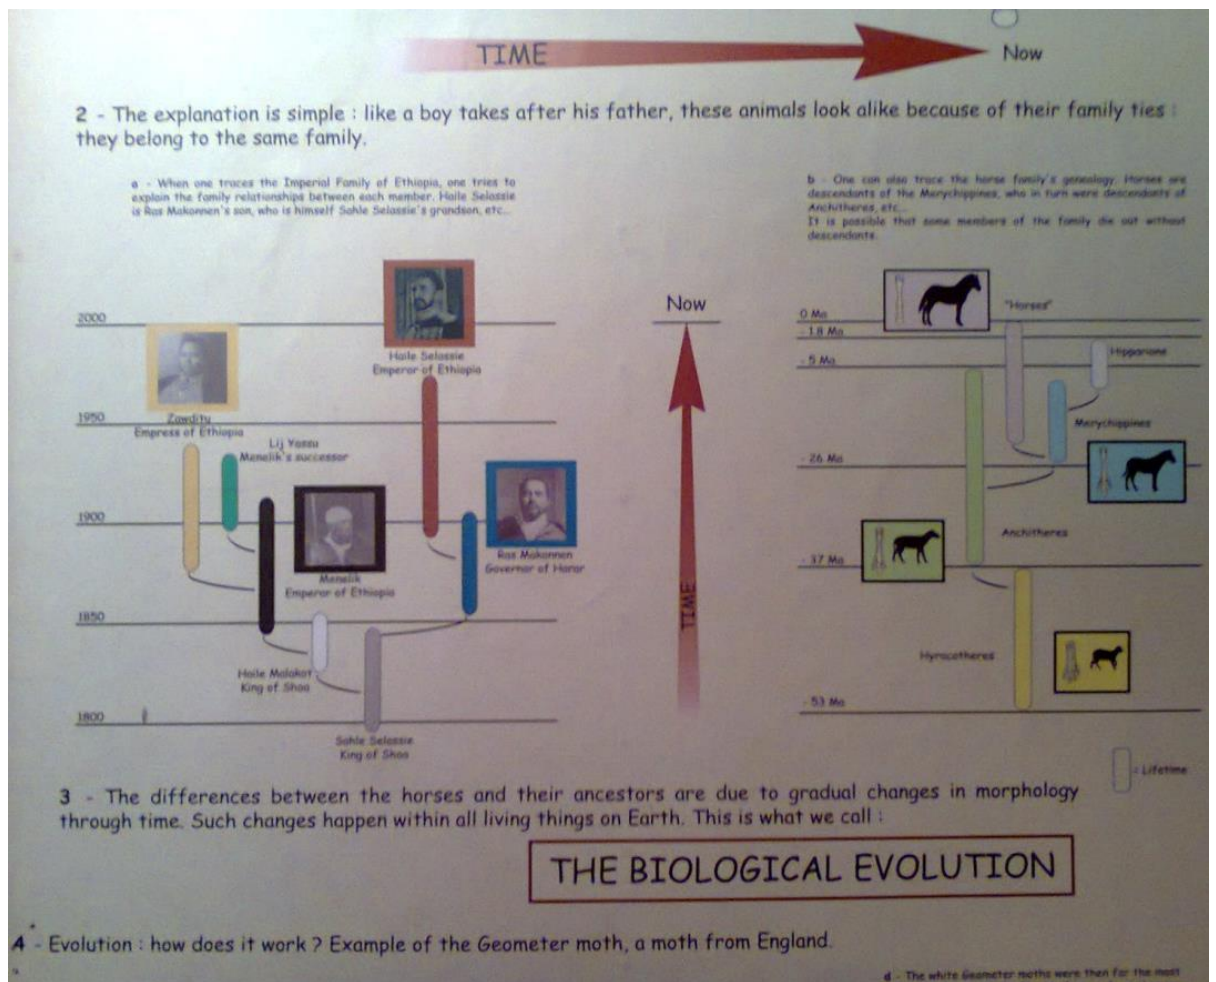 TIME
Now
2 - The explanation is simple : like a boy takes after his father, these animals look alike because of their family ties :
they belong to the same family.
a - When one traces the Imperial Family of Ethiopia, one tries to
explain the family relationships between each member. Haile Selassie
is Ras Makonnen's son, who is himself Sahle Selassie's grandson, etc...
b - One can also trace the horse family's genealogy. Horses are
descendants of the Merychippines, who in turn were descendants of
Anchitheres, etc...
It is possible that some members of the family die out without
descendants.
2000
Haile Selassie
Emperor of Ethiopia
1950
Zewditu
Empress of Ethiopia
Lij Yassu
Menelik's successor
1900
Menelik
Emperor of Ethiopia
Ras Makonnen
Governor of Harar
1850
Haile Malakot
King of Shoa
1800
Sahle Selassie
King of Shoa
Now
TIME
0 Ma
"Horses"
- 1.8 Ma
Hipparions
- 5 Ma
Merychippines
- 26 Ma
Anchitheres
- 37 Ma
Hyracotheres
- 53 Ma
= Lifetime
3 - The differences between the horses and their ancestors are due to gradual changes in morphology
through time. Such changes happen within all living things on Earth. This is what we call :
THE BIOLOGICAL EVOLUTION
4 - Evolution : how does it work ? Example of the Geometer moth, a moth from England.
d - The white Geometer moths were then for the most